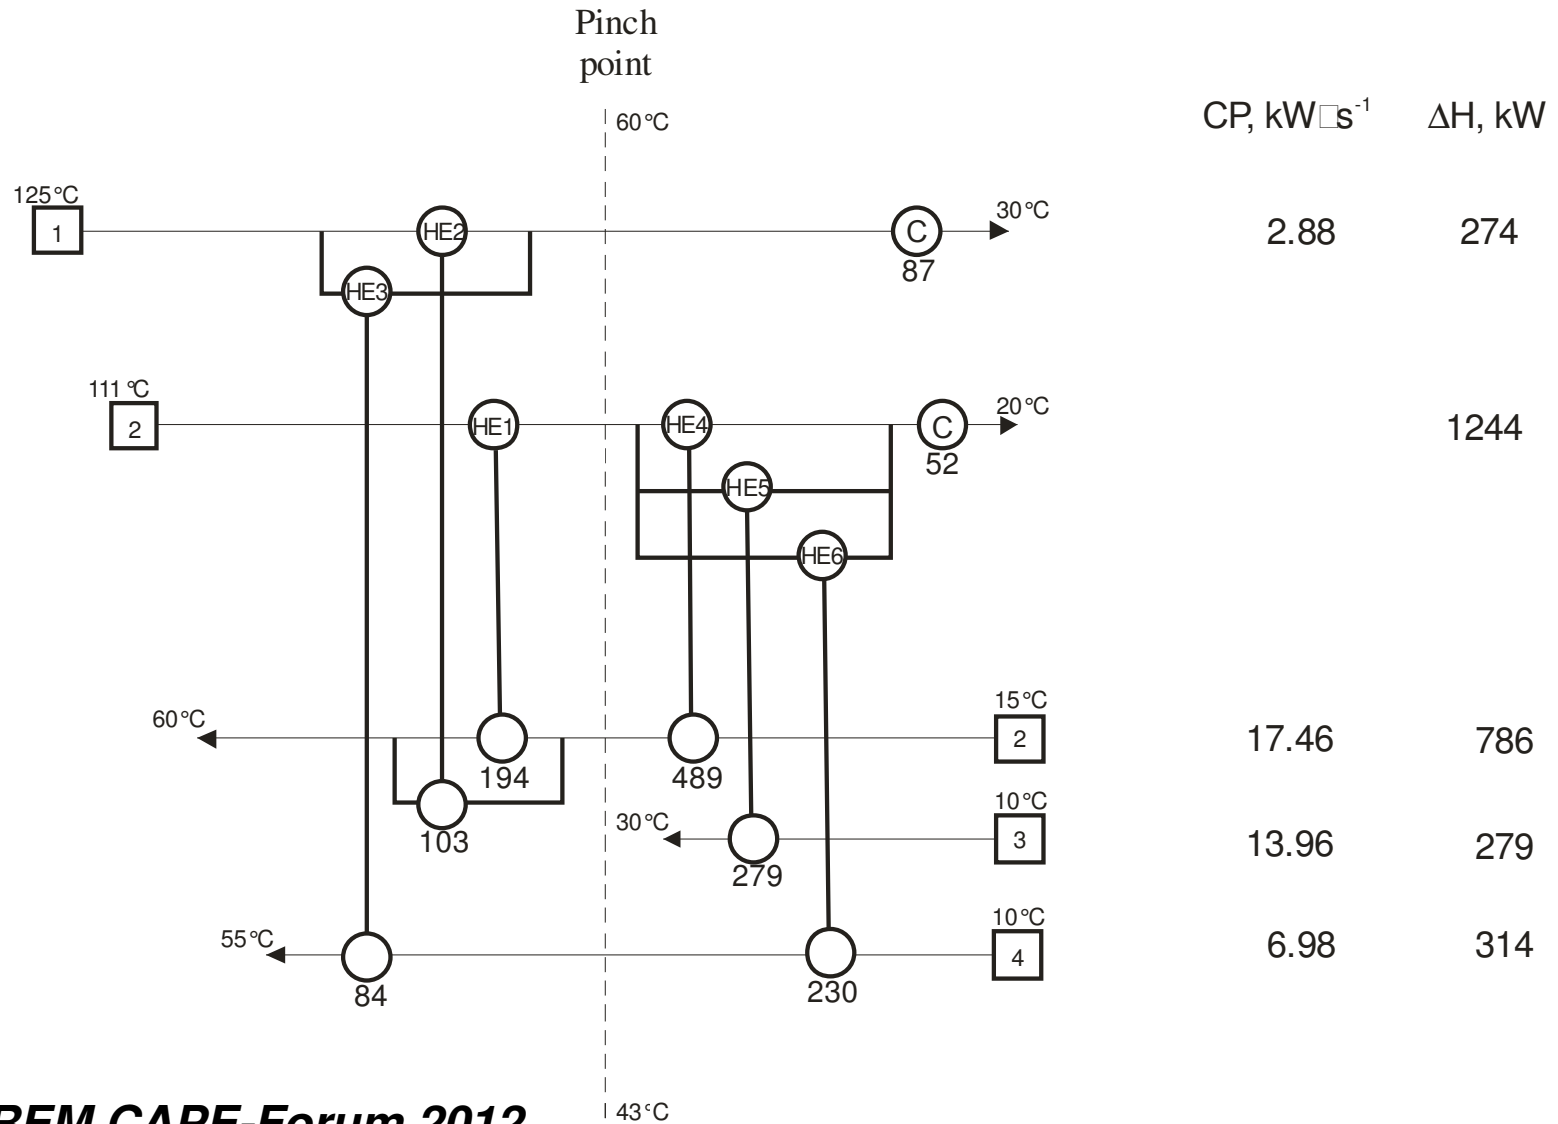 Pinch
point
60°C
CP, kW□s⁻¹ ΔH, kW
125°C
1
HE2
C
30°C
87
2.88 274
HE3
111 °C
2
HE1
HE4
C
20°C
52
1244
HE5
HE6
60°C
194
489
15°C
2
17.46 786
103
30°C
279
10°C
3
13.96 279
55°C
84
230
10°C
4
6.98 314
CAPE-Forum 2012
43°C